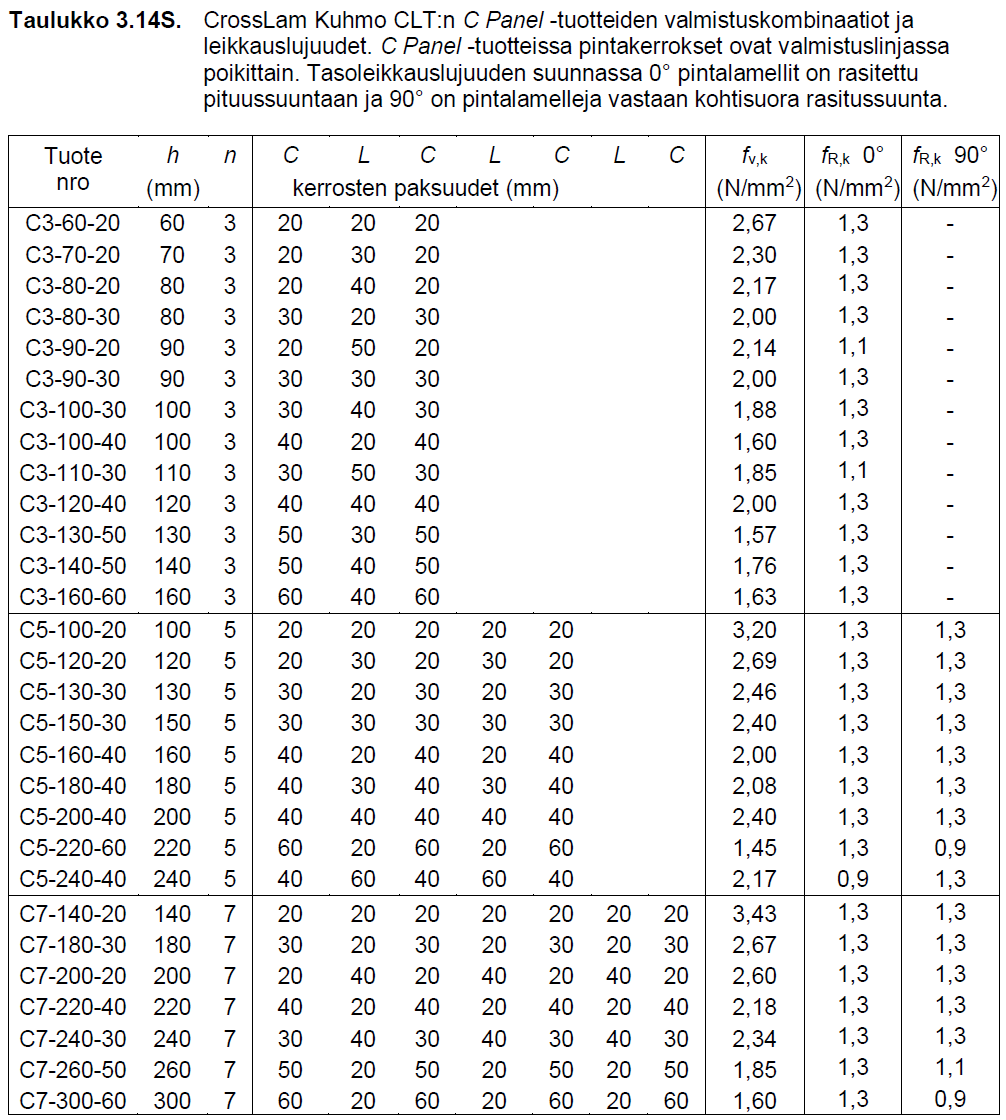 Taulukko 3.14S. CrossLam Kuhmo CLT:n C Panel -tuotteiden valmistuskombinaatiot ja
leikkauslujuudet. C Panel -tuotteissa pintakerrokset ovat valmistuslinjassa
poikittain. Tasoleikkauslujuuden suunnassa 0° pintalamellit on rasitettu
pituussuuntaan ja 90° on pintalamelleja vastaan kohtisuora rasitussuunta.
Tuote nro h (mm) n C L C L C L C fv,k (N/mm2) fR,k 0° (N/mm2) fR,k 90° (N/mm2)
kerrosten paksuudet (mm)
C3-60-20 60 3 20 20 20 2,67 1,3 -
C3-70-20 70 3 20 30 20 2,30 1,3 -
C3-80-20 80 3 20 40 20 2,17 1,3 -
C3-80-30 80 3 30 20 30 2,00 1,3 -
C3-90-20 90 3 20 50 20 2,14 1,1 -
C3-90-30 90 3 30 30 30 2,00 1,3 -
C3-100-30 100 3 30 40 30 1,88 1,3 -
C3-100-40 100 3 40 20 40 1,60 1,3 -
C3-110-30 110 3 30 50 30 1,85 1,1 -
C3-120-40 120 3 40 40 40 2,00 1,3 -
C3-130-50 130 3 50 30 50 1,57 1,3 -
C3-140-50 140 3 50 40 50 1,76 1,3 -
C3-160-60 160 3 60 40 60 1,63 1,3 -
C5-100-20 100 5 20 20 20 20 20 3,20 1,3 1,3
C5-120-20 120 5 20 30 20 30 20 2,69 1,3 1,3
C5-130-30 130 5 30 20 30 20 30 2,46 1,3 1,3
C5-150-30 150 5 30 30 30 30 30 2,40 1,3 1,3
C5-160-40 160 5 40 20 40 20 40 2,00 1,3 1,3
C5-180-40 180 5 40 30 40 30 40 2,08 1,3 1,3
C5-200-40 200 5 40 40 40 40 40 2,40 1,3 1,3
C5-220-60 220 5 60 20 60 20 60 1,45 1,3 0,9
C5-240-40 240 5 40 60 40 60 40 2,17 0,9 1,3
C7-140-20 140 7 20 20 20 20 20 20 20 3,43 1,3 1,3
C7-180-30 180 7 30 20 30 20 30 20 30 2,67 1,3 1,3
C7-200-20 200 7 20 40 20 40 20 40 20 2,60 1,3 1,3
C7-220-40 220 7 40 20 40 20 40 20 40 2,18 1,3 1,3
C7-240-30 240 7 30 40 30 40 30 40 30 2,34 1,3 1,3
C7-260-50 260 7 50 20 50 20 50 20 50 1,85 1,3 1,1
C7-300-60 300 7 60 20 60 20 60 20 60 1,60 1,3 0,9